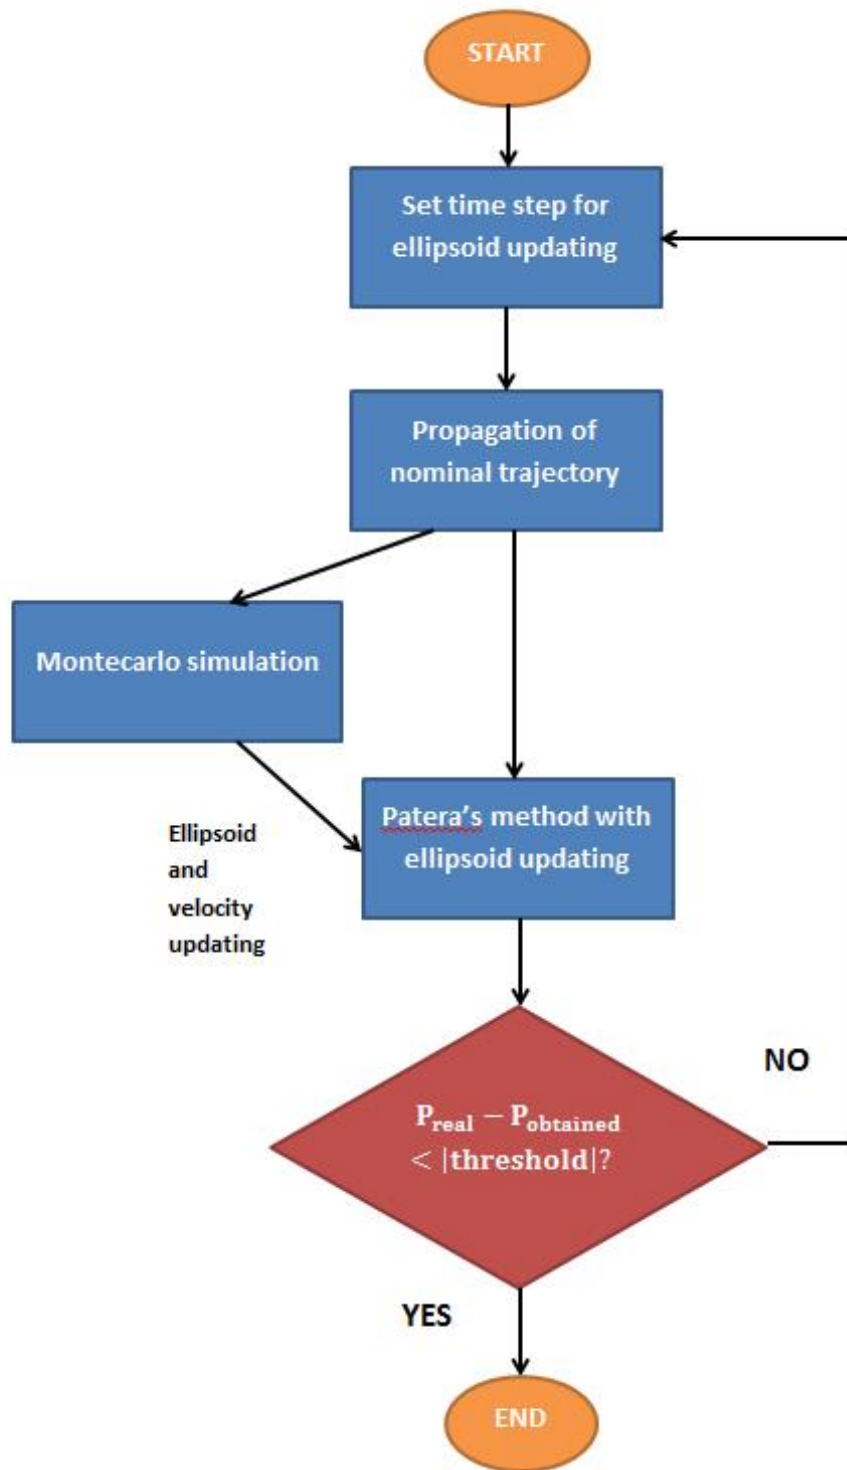 START
Set time step for
ellipsoid updating
Propagation of
nominal trajectory
Montecarlo simulation
Ellipsoid
and
velocity
updating
Patera's method with
ellipsoid updating
P_real − P_obtained
< |threshold|?
NO
YES
END